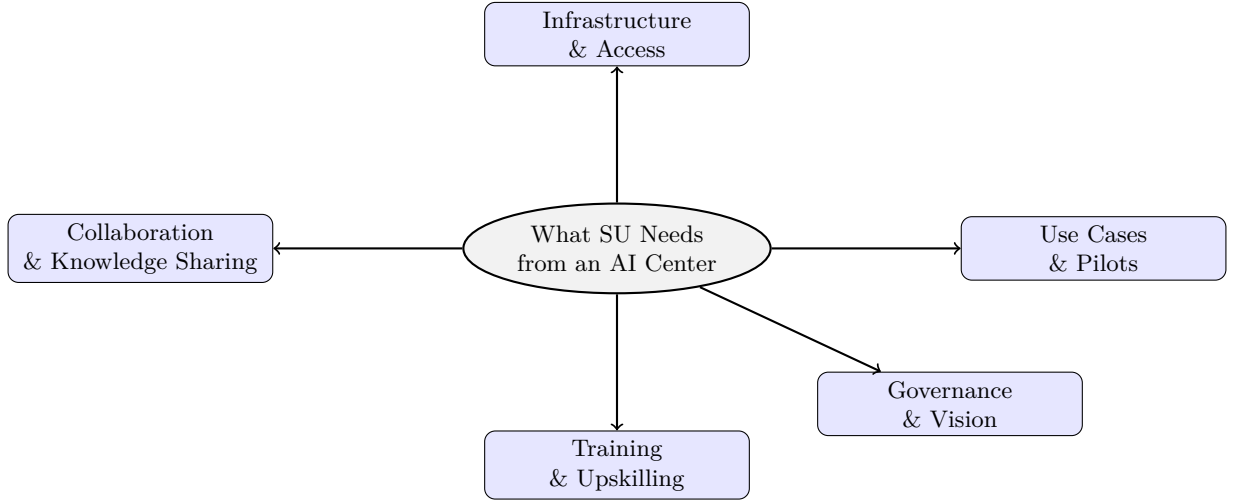 Infrastructure
& Access
Collaboration
& Knowledge Sharing
What SU Needs
from an AI Center
Use Cases
& Pilots
Governance
& Vision
Training
& Upskilling